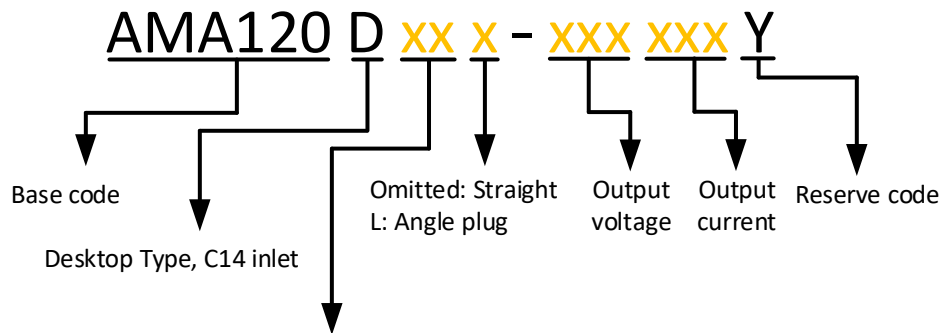 AMA120 D xx x - xxx xxx Y
Base code
Desktop Type, C14 inlet
Omitted: Straight
L: Angle plug
Output
voltage
Output
current
Reserve code